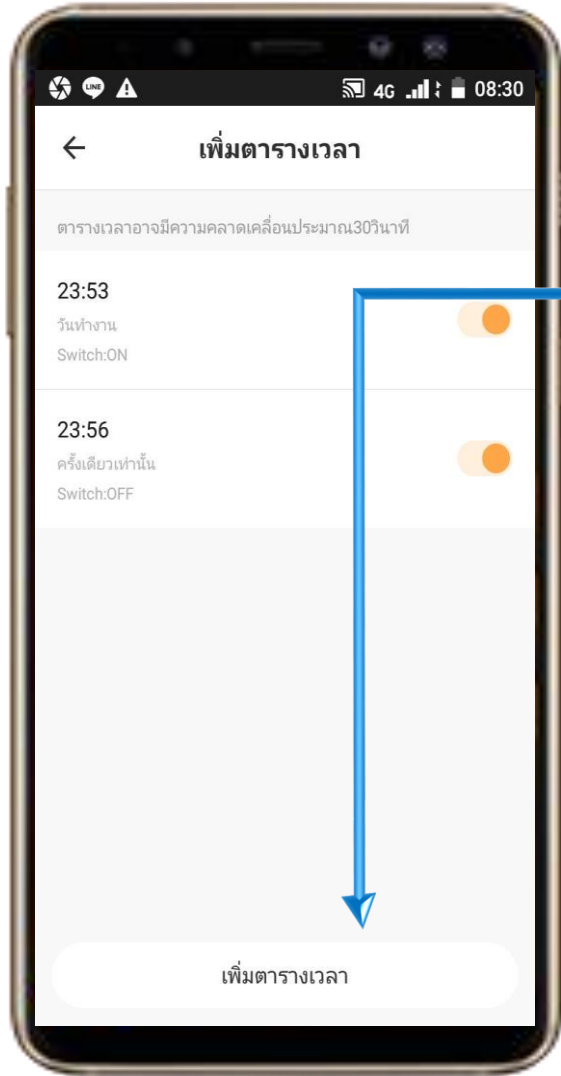 LINE
4G 08:30
เพิ่มตารางเวลา
ตารางเวลาอาจมีความคลาดเคลื่อนประมาณ30วินาที
23:53
วันทำงาน
Switch:ON
23:56
ครั้งเดียวเท่านั้น
Switch:OFF
เพิ่มตารางเวลา